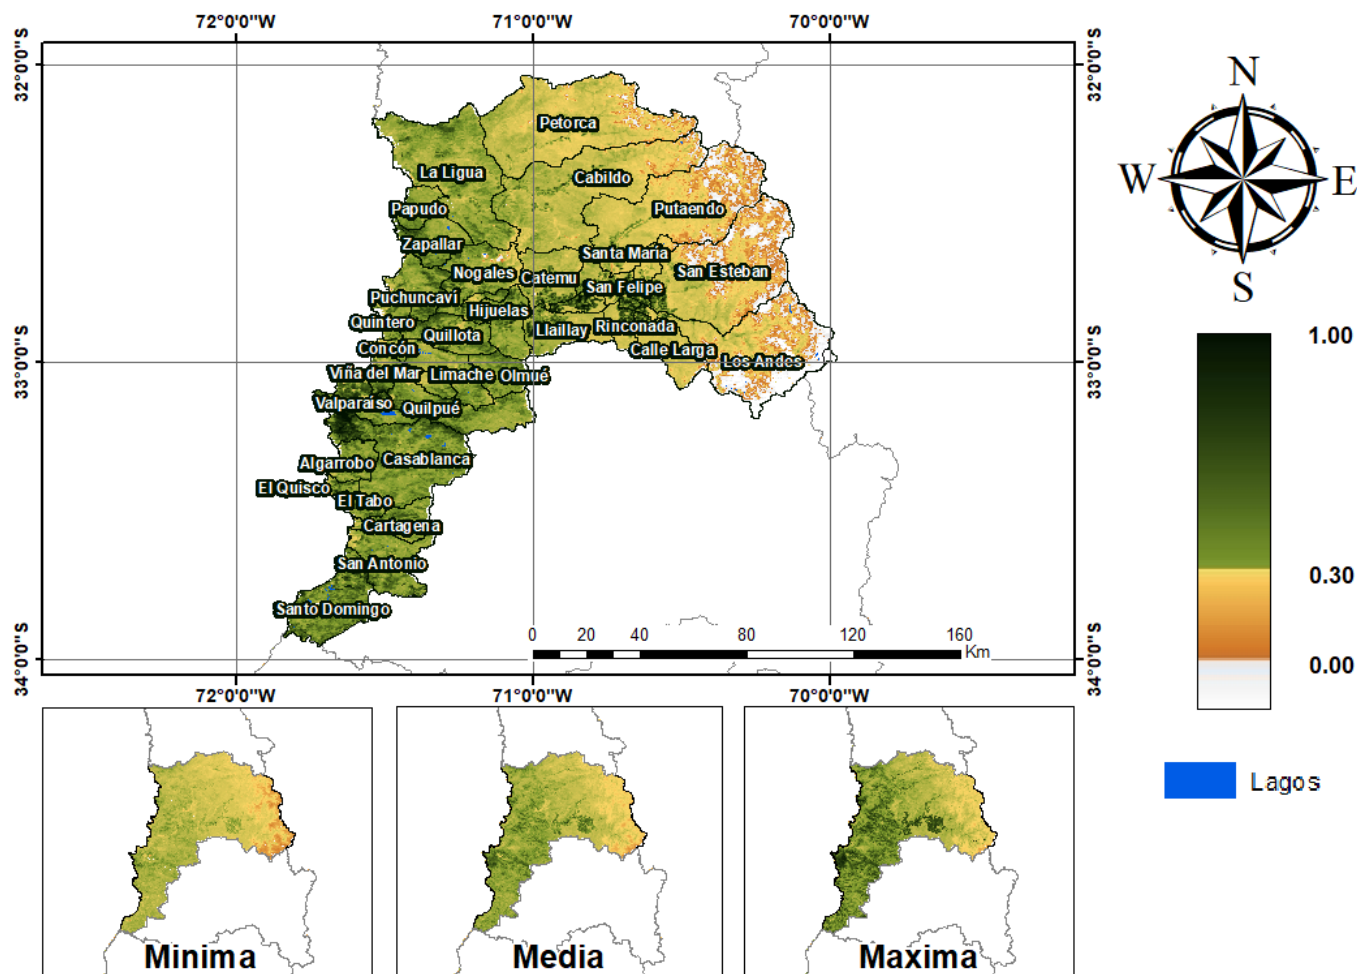 72°0'0"W 71°0'0"W 70°0'0"W
32°0'0"S
32°0'0"S
Petorca
La Ligua
Cabildo
Papudo
Putaendo
Zapallar
Santa María
Nogales
Catemu
San Esteban
San Felipe
Puchuncaví
Hijuelas
Quintero
Quillota
Llaillay
Rinconada
Concón
Calle Larga
Los Andes
33°0'0"S
33°0'0"S
Viña del Mar
Limache
Olmué
Valparaíso
Quilpué
Algarrobo
Casablanca
El Quisco
El Tabo
Cartagena
San Antonio
Santo Domingo
0 20 40 80 120 160
Km
34°0'0"S
34°0'0"S
72°0'0"W 71°0'0"W 70°0'0"W
N
W E
S
1.00
0.30
0.00
Lagos
Minima
Media
Maxima